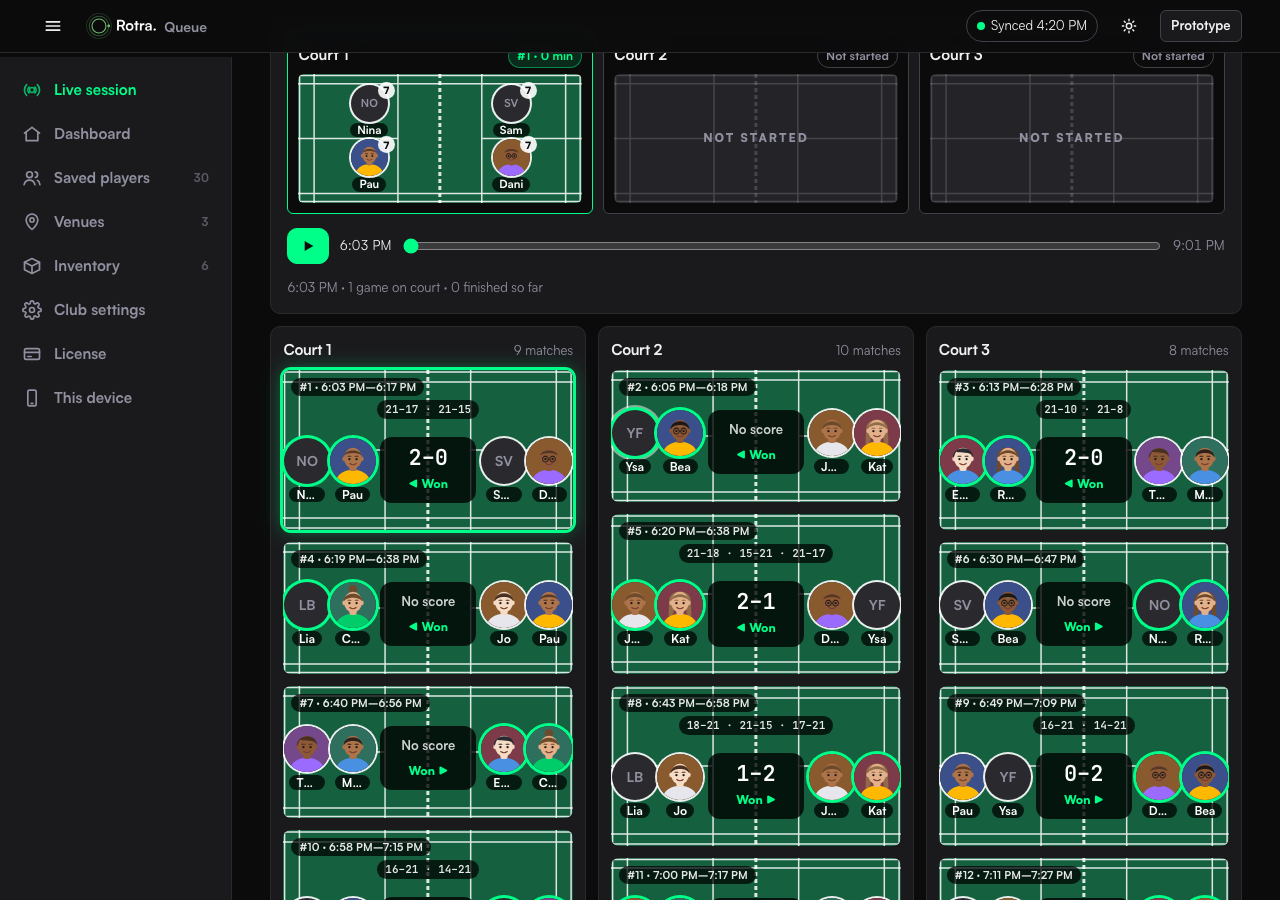 Rotra. Queue
Synced 4:20 PM
Prototype
Live session
Dashboard
Saved players 30
Venues 3
Inventory 6
Club settings
License
This device
Court 1 #1 · 0 min
NO 7
Nina
SV 7
Sam
7
Pau
7
Dani
Court 2 Not started
NOT STARTED
Court 3 Not started
NOT STARTED
6:03 PM
9:01 PM
6:03 PM · 1 game on court · 0 finished so far
Court 1 9 matches
#1 · 6:03 PM—6:17 PM
21–17 · 21–15
NO 2–0 SV
◀ Won
N... Pau S... D...
#4 · 6:19 PM—6:38 PM
LB No score
◀ Won
Lia C... Jo Pau
#7 · 6:40 PM—6:56 PM
No score
Won ▶
T... M... E... C...
#10 · 6:58 PM—7:15 PM
16–21 · 14–21
Court 2 10 matches
#2 · 6:05 PM—6:18 PM
YF No score
◀ Won
Ysa Bea J... Kat
#5 · 6:20 PM—6:38 PM
21–18 · 15–21 · 21–17
2–1 YF
◀ Won
J... Kat D... Ysa
#8 · 6:43 PM—6:58 PM
18–21 · 21–15 · 17–21
LB 1–2
Won ▶
Lia Jo J... Kat
#11 · 7:00 PM—7:17 PM
Court 3 8 matches
#3 · 6:13 PM—6:28 PM
21–10 · 21–8
2–0
◀ Won
E... R... T... M...
#6 · 6:30 PM—6:47 PM
SV No score NO
Won ▶
S... Bea N... R...
#9 · 6:49 PM—7:09 PM
16–21 · 14–21
YF 0–2
Won ▶
Pau Ysa D... Bea
#12 · 7:11 PM—7:27 PM